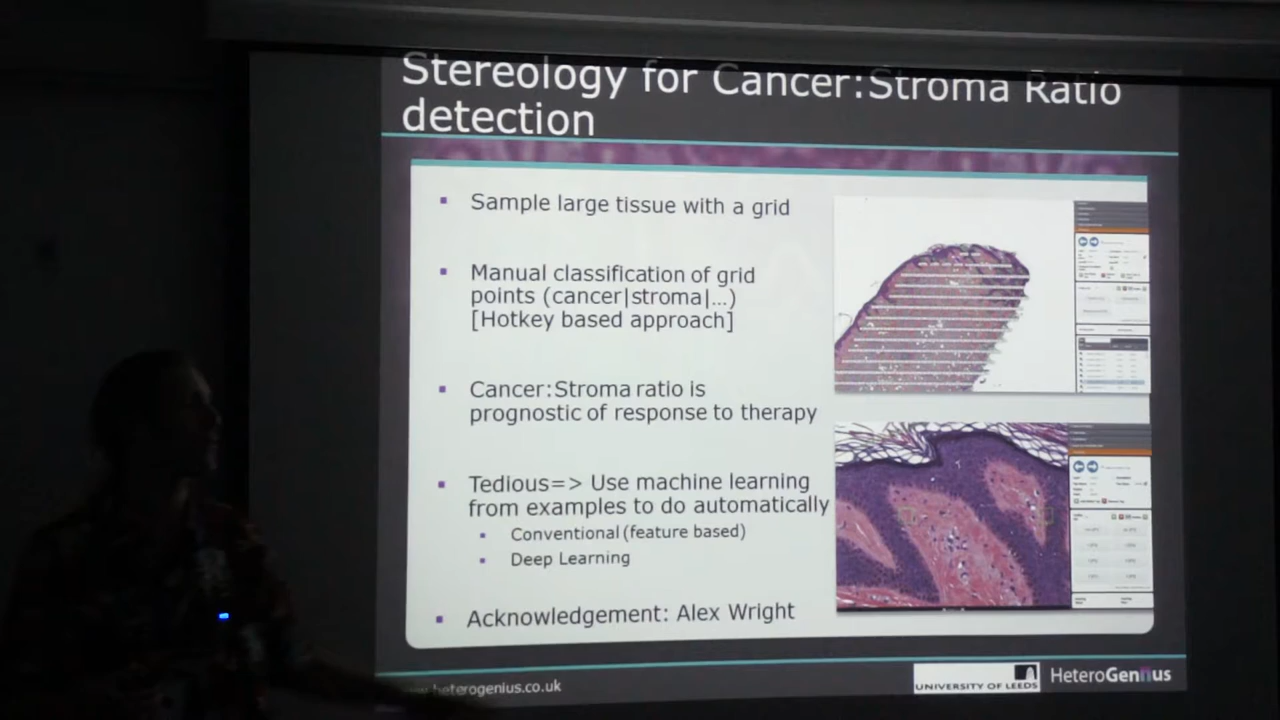 Stereology for Cancer:Stroma Ratio
detection
Sample large tissue with a grid
Manual classification of grid
points (cancer|stroma|...)
[Hotkey based approach]
Cancer:Stroma ratio is
prognostic of response to therapy
Tedious=> Use machine learning
from examples to do automatically
Conventional (feature based)
Deep Learning
Acknowledgement: Alex Wright
.heterogenius.co.uk
UNIVERSITY OF LEEDS
HeteroGenius